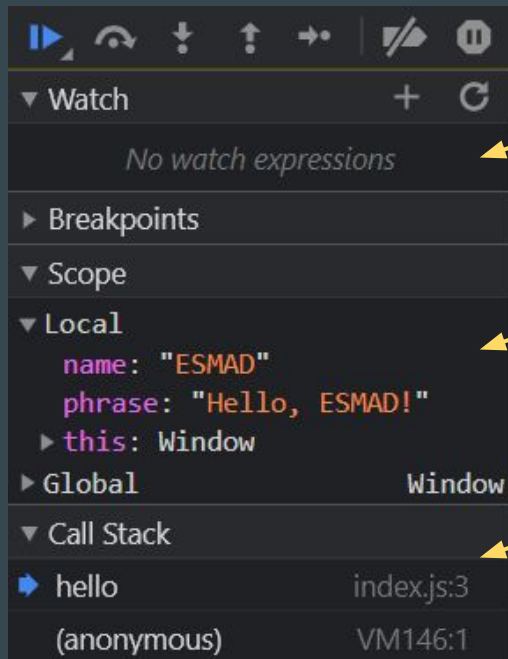 Watch
No watch expressions
Breakpoints
Scope
Local
name: "ESMAD"
phrase: "Hello, ESMAD!"
this: Window
Global Window
Call Stack
hello index.js:3
(anonymous) VM146:1